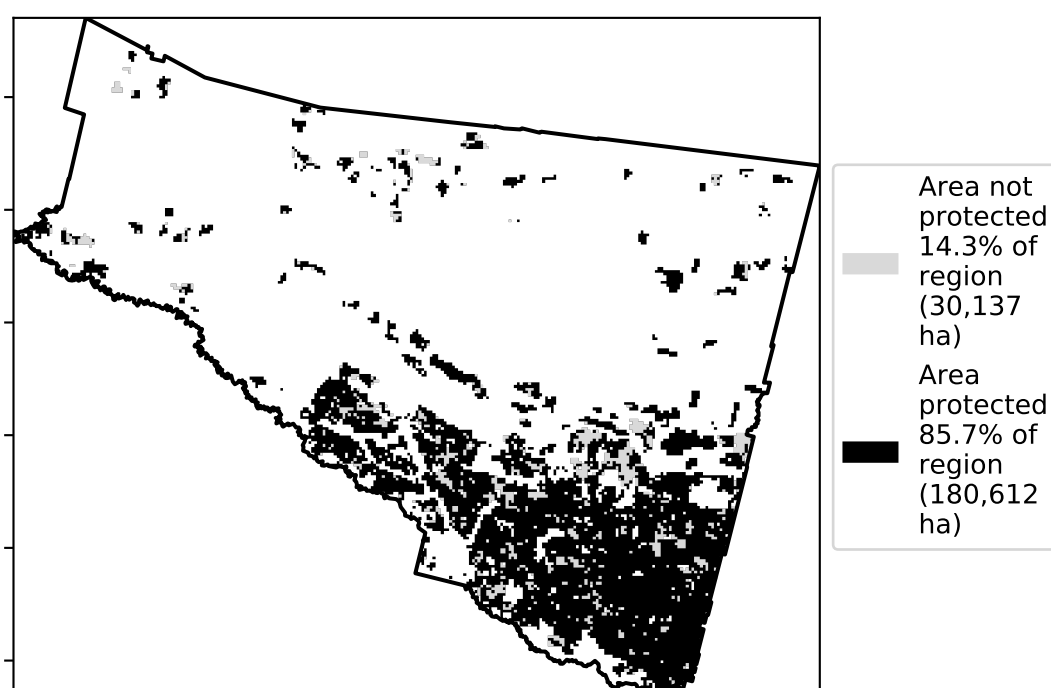 Area not
protected
14.3% of
region
(30,137
ha)
Area
protected
85.7% of
region
(180,612
ha)